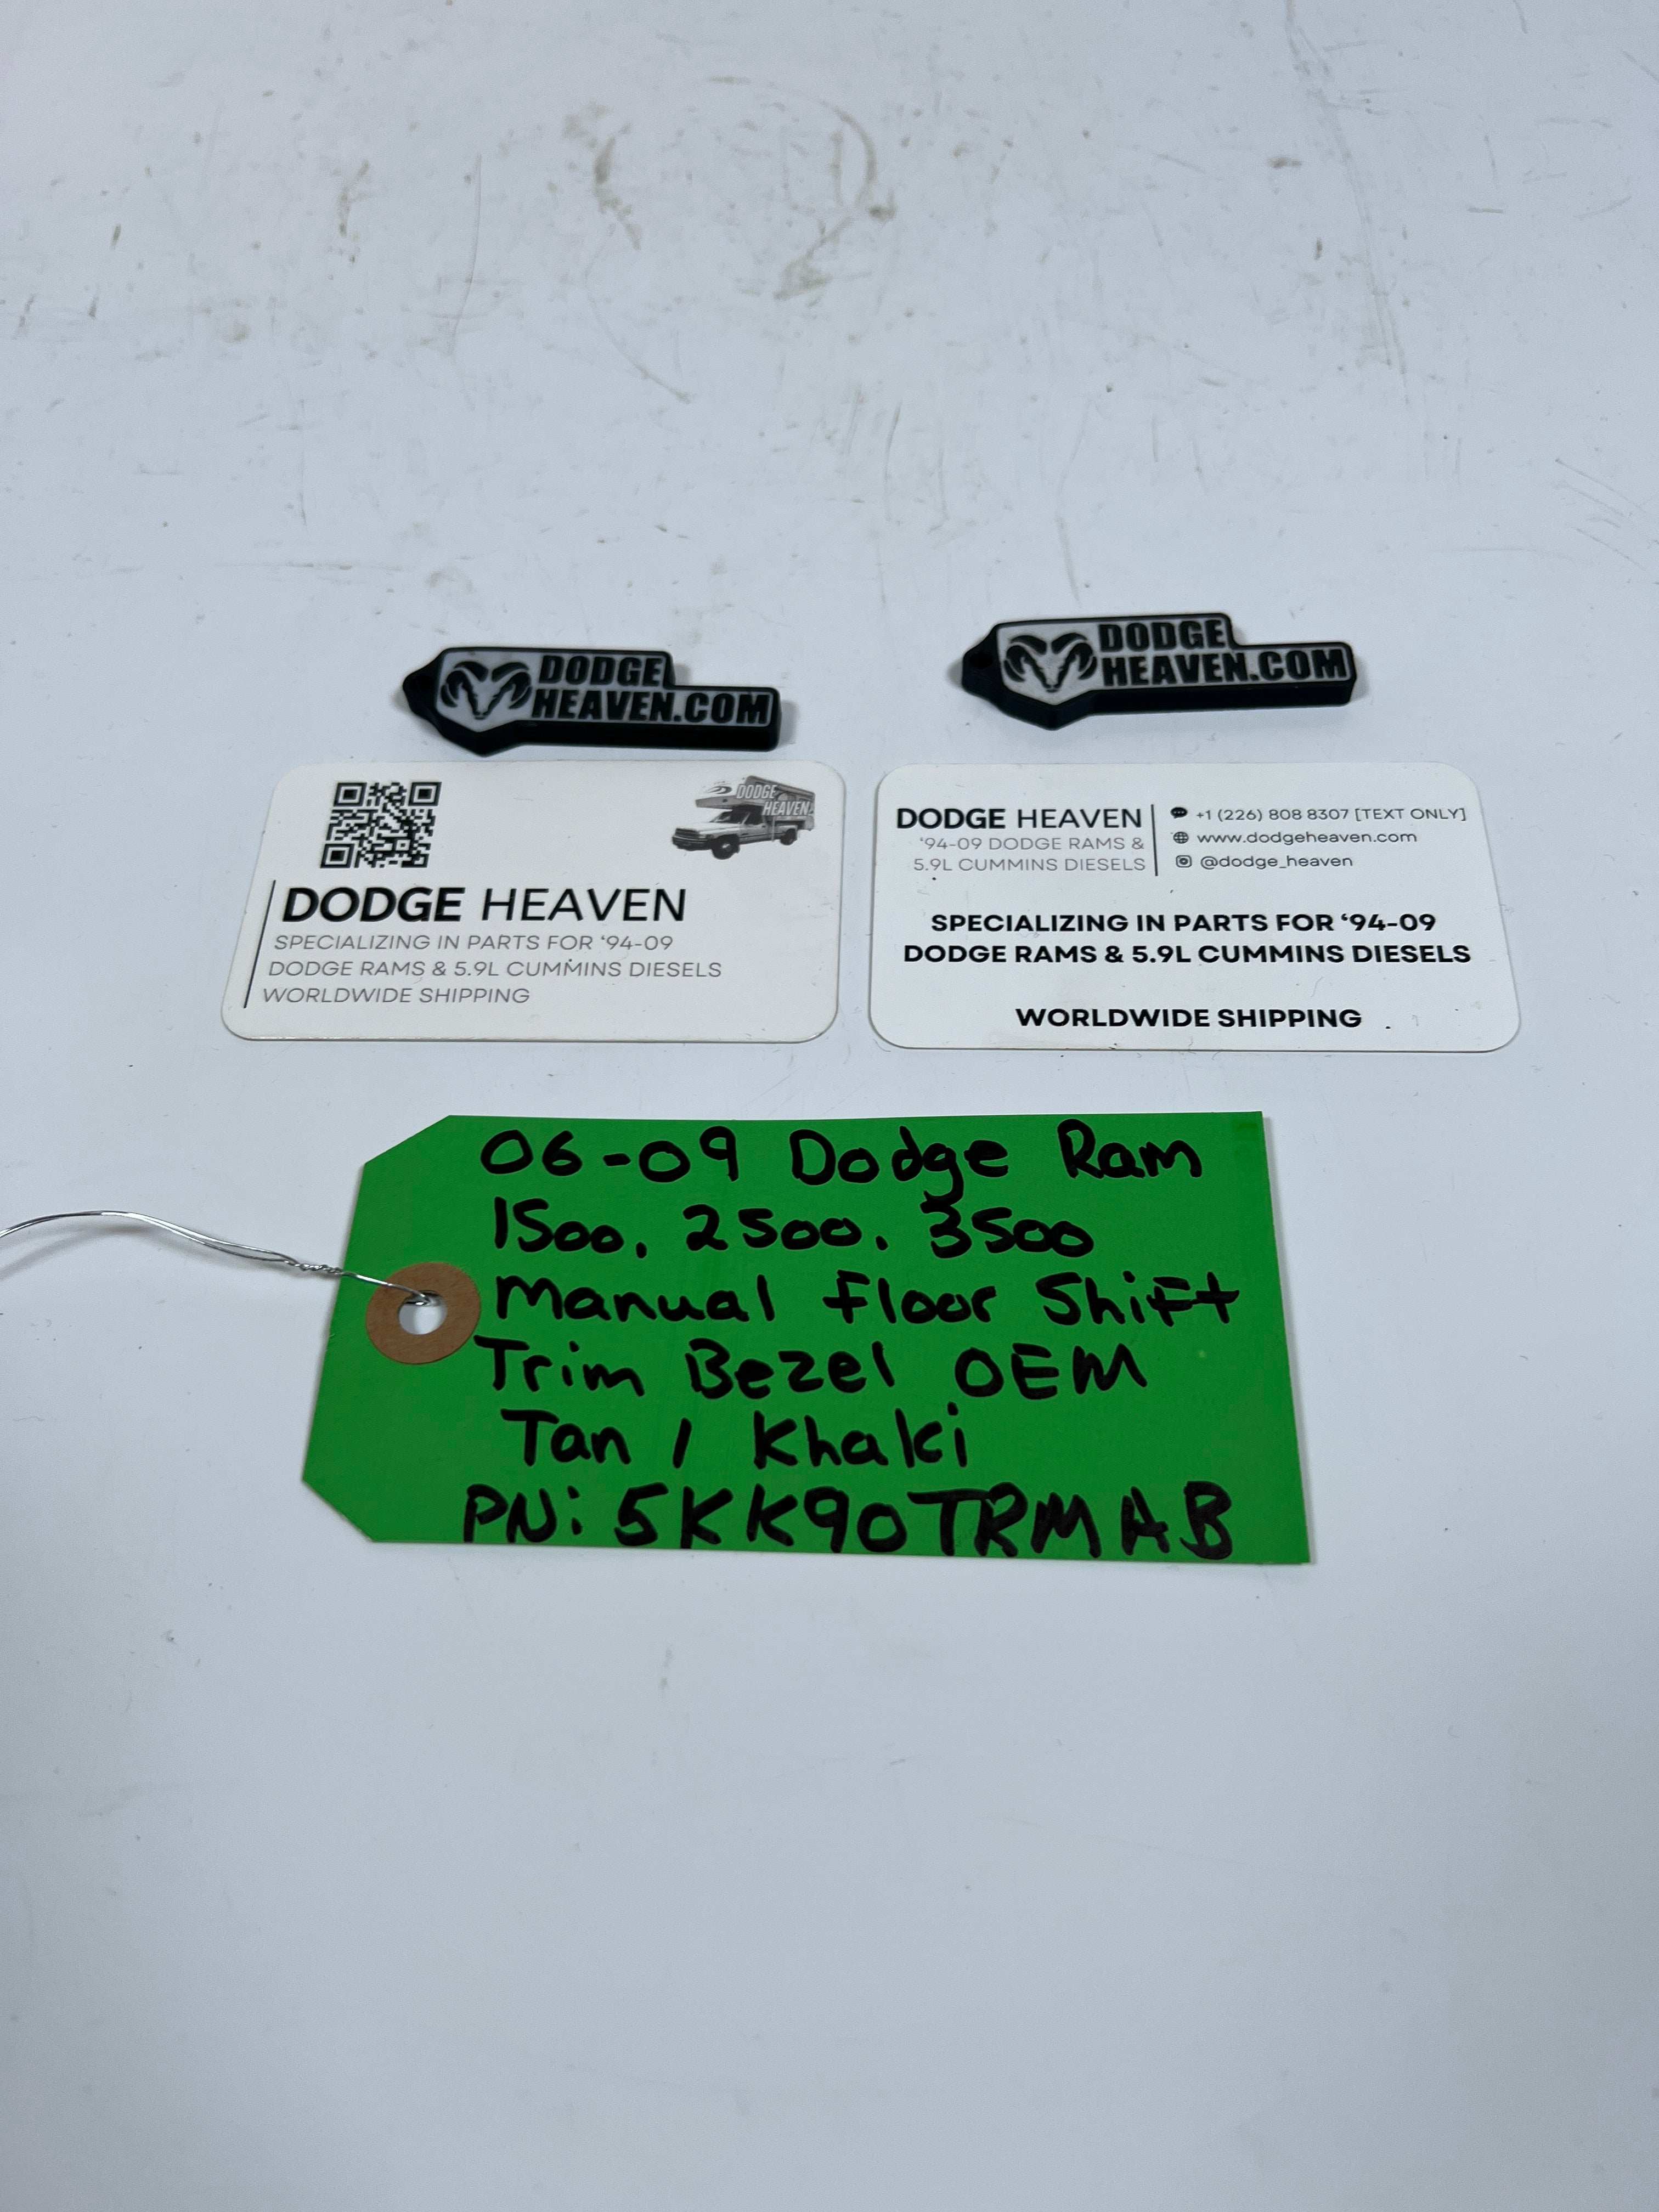 DODGE
HEAVEN.COM
DODGE
HEAVEN.COM
DODGE
HEAVEN
DODGE HEAVEN
SPECIALIZING IN PARTS FOR ‘94-09
DODGE RAMS & 5.9L CUMMINS DIESELS
WORLDWIDE SHIPPING
DODGE HEAVEN
‘94-09 DODGE RAMS &
5.9L CUMMINS DIESELS
+1 (226) 808 8307 [TEXT ONLY]
www.dodgeheaven.com
@dodge_heaven
SPECIALIZING IN PARTS FOR ‘94-09
DODGE RAMS & 5.9L CUMMINS DIESELS
WORLDWIDE SHIPPING
06-09 Dodge Ram
1500, 2500, 3500
Manual Floor Shift
Trim Bezel OEM
Tan / Khaki
PN: 5KK90TRMAB